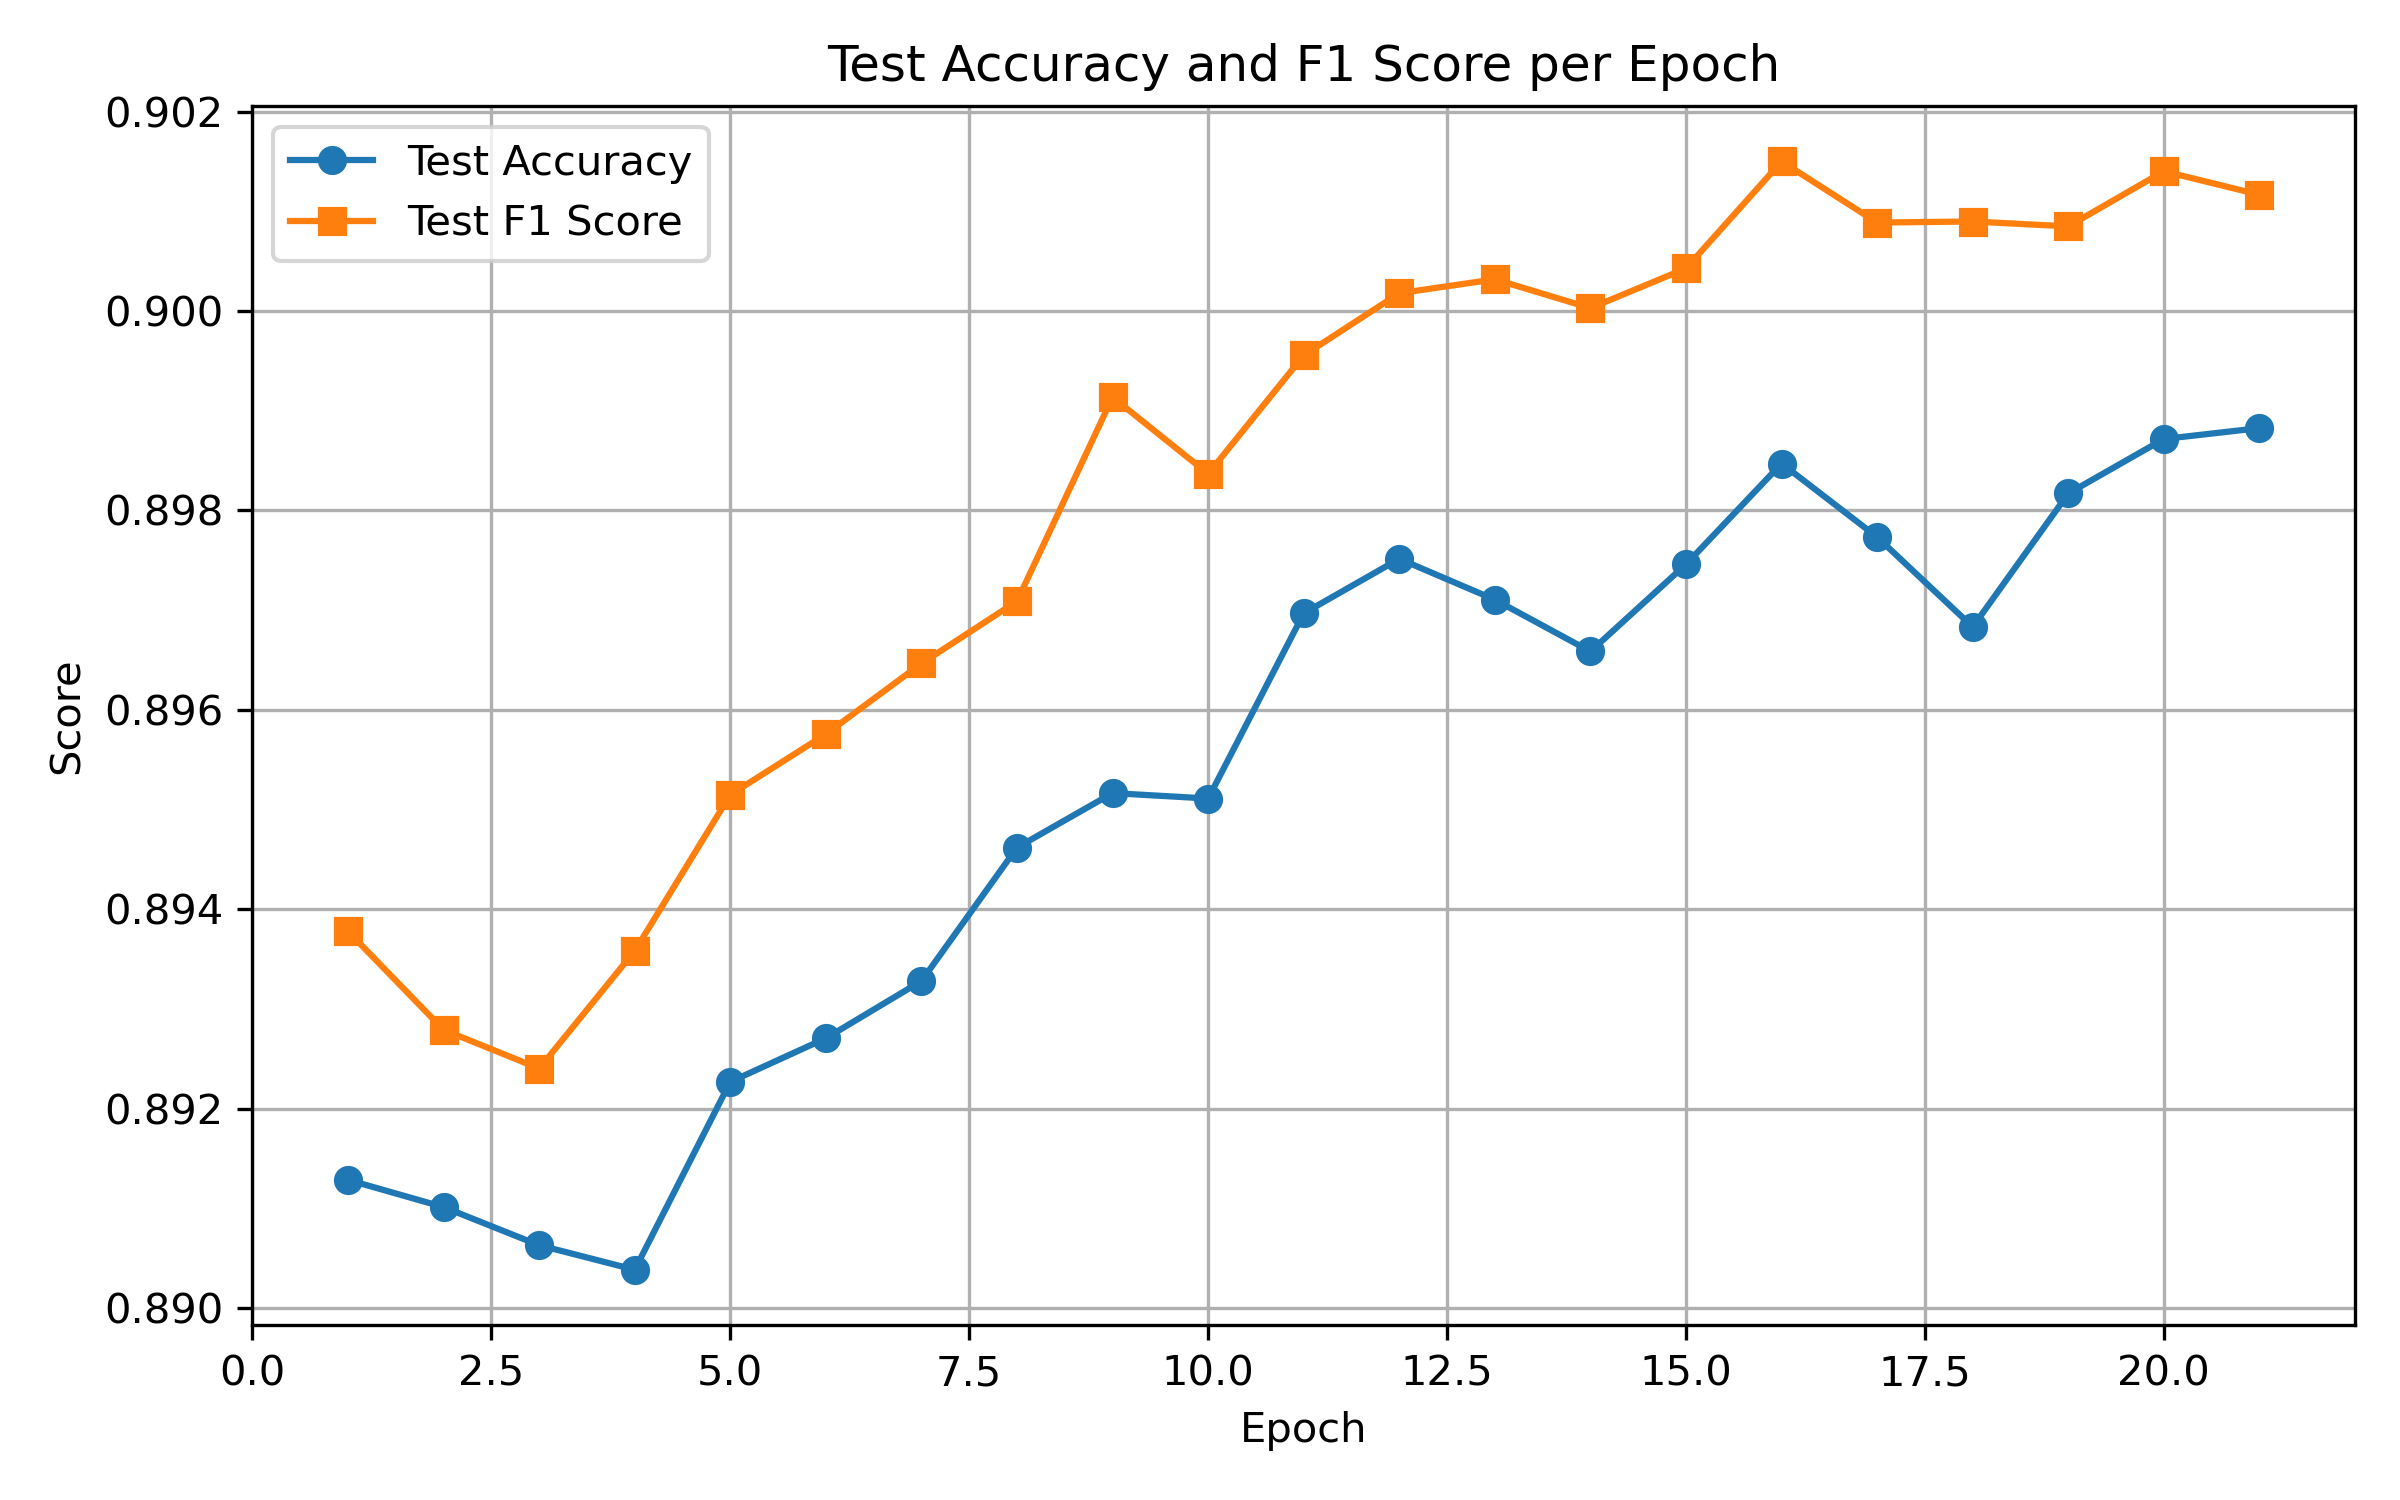 Test Accuracy and F1 Score per Epoch
Test Accuracy
Test F1 Score
0.902
0.900
0.898
0.896
0.894
0.892
0.890
Score
0.0 2.5 5.0 7.5 10.0 12.5 15.0 17.5 20.0
Epoch